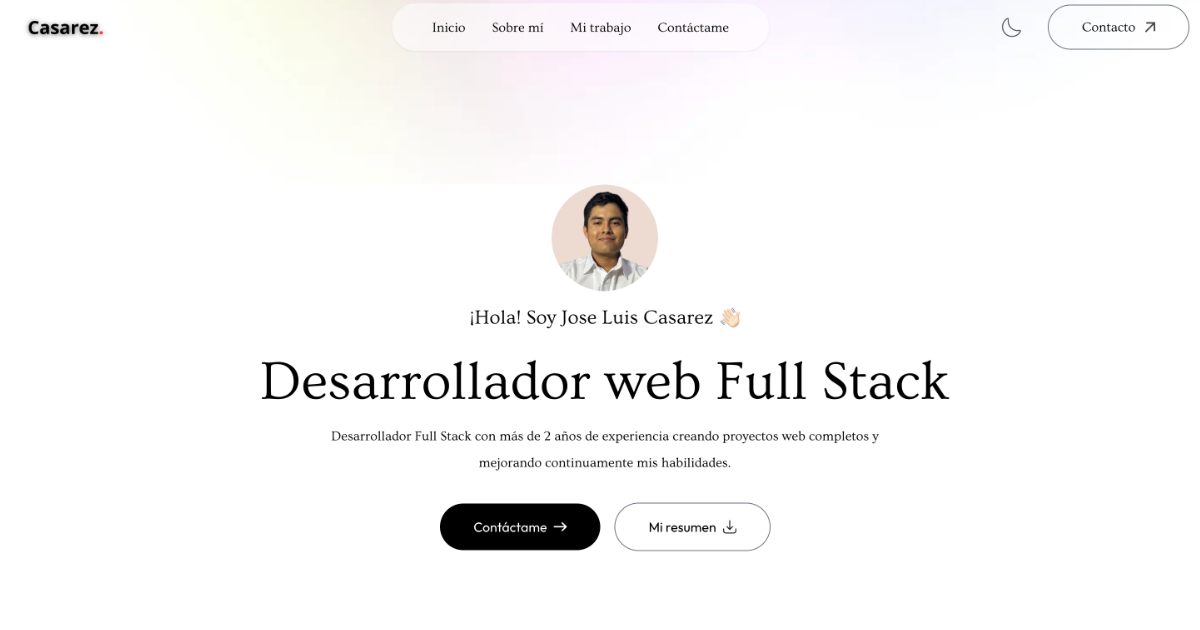 Casarez.
Inicio Sobre mí Mi trabajo Contáctame
Contacto
¡Hola! Soy Jose Luis Casarez 👋🏻
Desarrollador web Full Stack
Desarrollador Full Stack con más de 2 años de experiencia creando proyectos web completos y
mejorando continuamente mis habilidades.
Contáctame →
Mi resumen